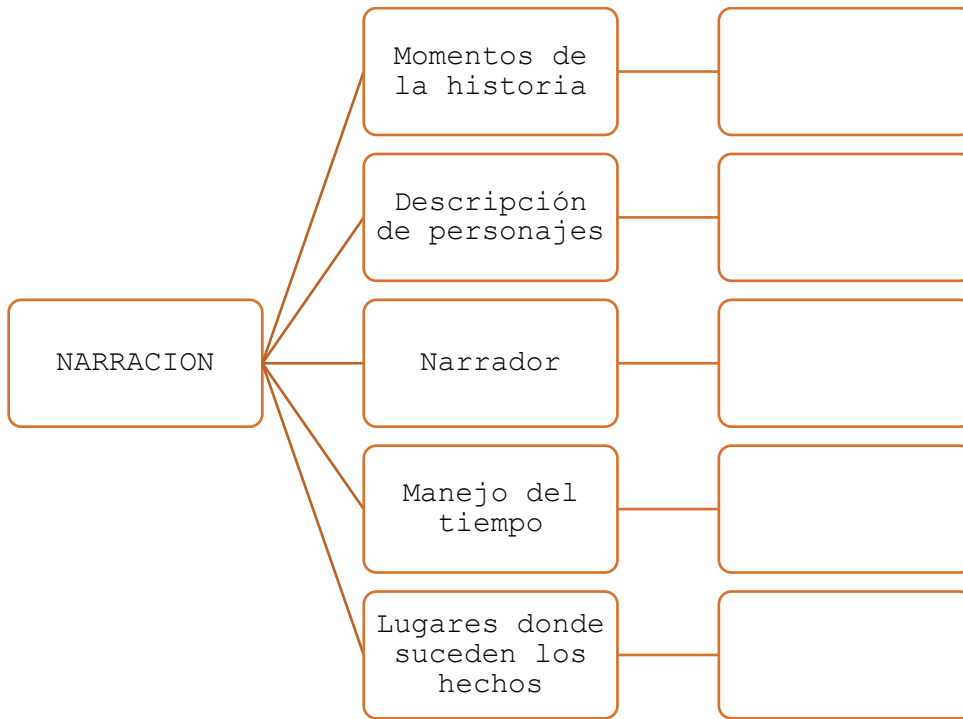 Momentos de
la historia
Descripción
de personajes
NARRACION
Narrador
Manejo del
tiempo
Lugares donde
suceden los
hechos